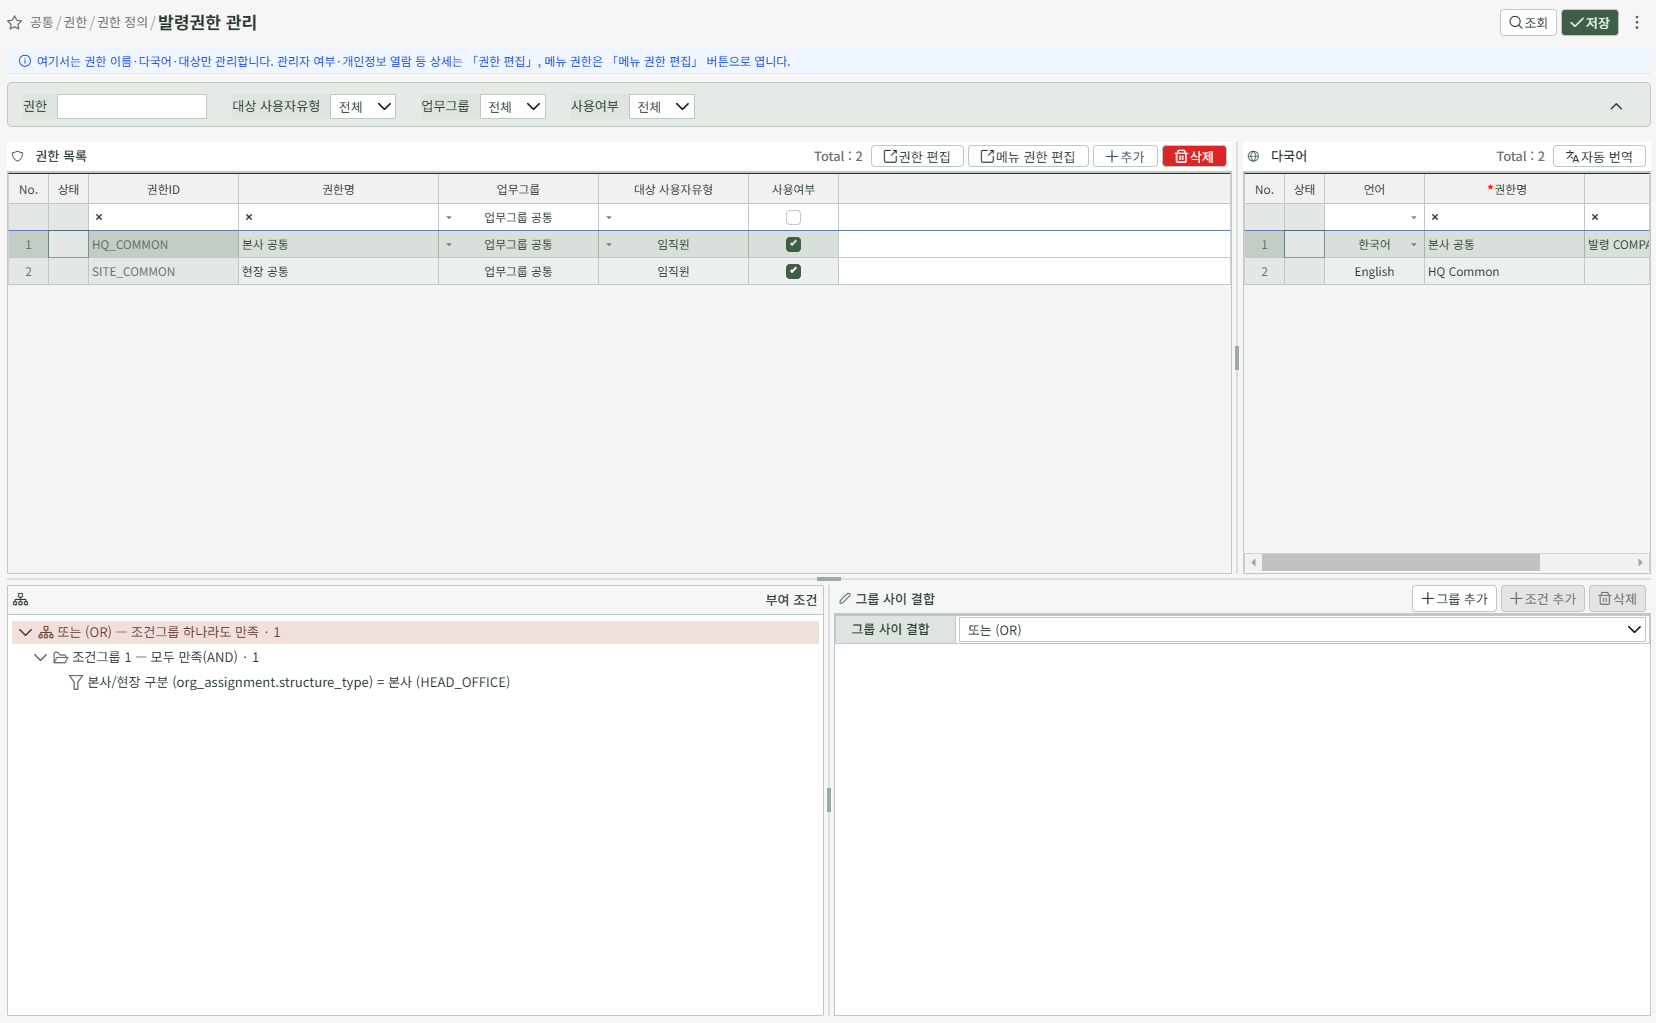 공통 / 권한 / 권한 정의 / 발령권한 관리
조회
저장
여기서는 권한 이름·다국어·대상만 관리합니다. 관리자 여부·개인정보 열람 등 상세는 「권한 편집」, 메뉴 권한은 「메뉴 권한 편집」 버튼으로 엽니다.
권한 대상 사용자유형 전체 업무그룹 전체 사용여부 전체
권한 목록 Total : 2 권한 편집 메뉴 권한 편집 추가 삭제
No. 상태 권한ID 권한명 업무그룹 대상 사용자유형 사용여부
업무그룹 공통
1 HQ_COMMON 본사 공통 업무그룹 공통 임직원
2 SITE_COMMON 현장 공통 업무그룹 공통 임직원
다국어 Total : 2 자동 번역
No. 상태 언어 *권한명
1 한국어 본사 공통 발령 COMPA
2 English HQ Common
부여 조건
또는 (OR) — 조건그룹 하나라도 만족 · 1
조건그룹 1 — 모두 만족(AND) · 1
본사/현장 구분 (org_assignment.structure_type) = 본사 (HEAD_OFFICE)
그룹 사이 결합 그룹 추가 조건 추가 삭제
그룹 사이 결합 또는 (OR)